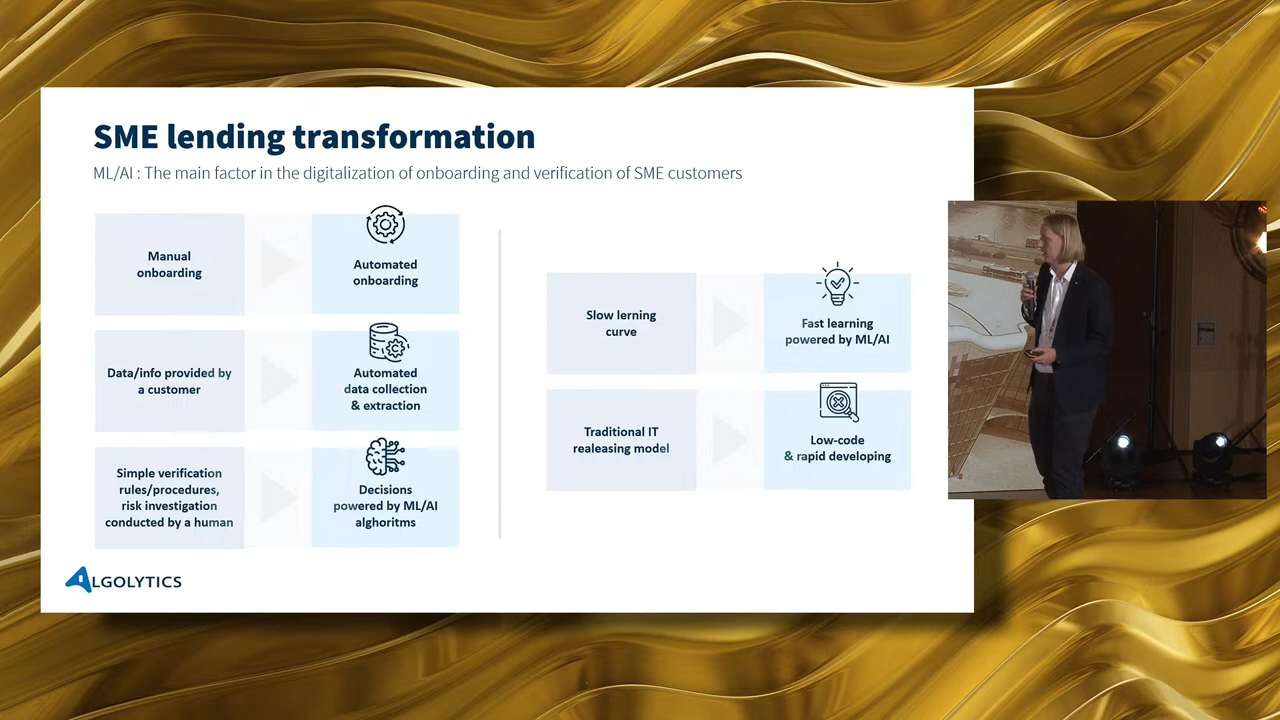 SME lending transformation
ML/AI : The main factor in the digitalization of onboarding and verification of SME customers
Manual
onboarding
Automated
onboarding
Data/info provided by
a customer
Automated
data collection
& extraction
Simple verification
rules/procedures,
risk investigation
conducted by a human
Decisions
powered by ML/AI
alghoritms
Slow lerning
curve
Fast learning
powered by ML/AI
Traditional IT
realeasing model
Low-code
& rapid developing
ALGOLYTICS